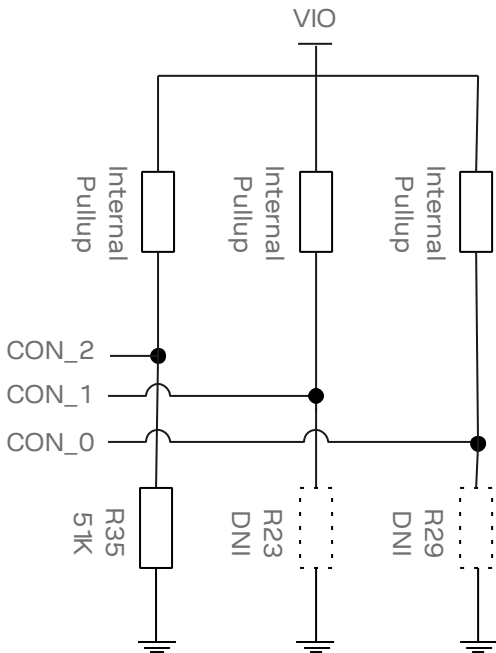 VIO
Internal
Pullup
Internal
Pullup
Internal
Pullup
CON_2
CON_1
CON_0
R35
51K
R23
DNI
R29
DNI